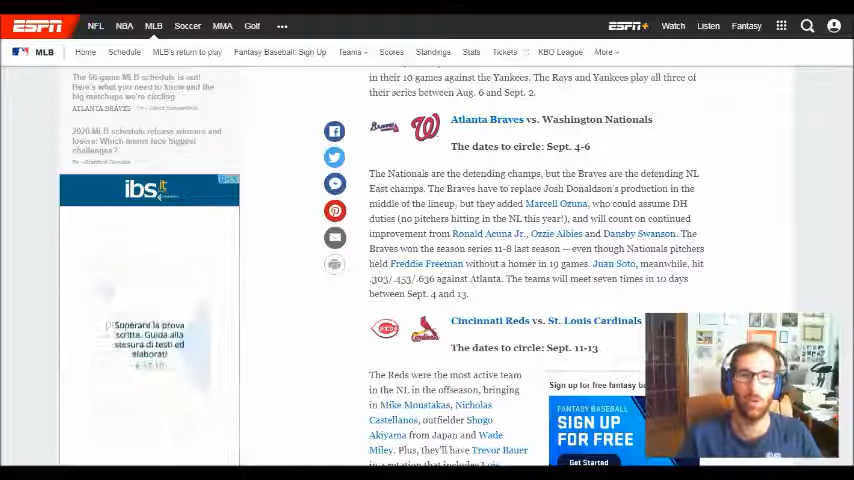 ESPN NFL NBA MLB Soccer MMA Golf ••• ESPN+ Watch Listen Fantasy
MLB Home Schedule MLB's return to play Fantasy Baseball: Sign Up Teams Scores Standings Stats Tickets KBO League More
The 60-game MLB schedule is out!
Here's what you need to know and the
big matchups we're circling
ATLANTA BRAVES
2020 MLB schedule release winners and
losers: Which teams face biggest
challenges?
ibs.it
Superare la prova
scritta. Guida alla
stesura di testi ed
elaborati
in their 10 games against the Yankees. The Rays and Yankees play all three of
their series between Aug. 6 and Sept. 2.
Braves W Atlanta Braves vs. Washington Nationals
The dates to circle: Sept. 4-6
The Nationals are the defending champs, but the Braves are the defending NL
East champs. The Braves have to replace Josh Donaldson's production in the
middle of the lineup, but they added Marcell Ozuna, who could assume DH
duties (no pitchers hitting in the NL this year!), and will count on continued
improvement from Ronald Acuna Jr., Ozzie Albies and Dansby Swanson. The
Braves won the season series 11-8 last season -- even though Nationals pitchers
held Freddie Freeman without a homer in 19 games. Juan Soto, meanwhile, hit
.303/.453/.636 against Atlanta. The teams will meet seven times in 10 days
between Sept. 4 and 13.
Cincinnati Reds vs. St. Louis Cardinals
The dates to circle: Sept. 11-13
The Reds were the most active team
in the NL in the offseason, bringing
in Mike Moustakas, Nicholas
Castellanos, outfielder Shogo
Akiyama from Japan and Wade
Miley. Plus, they'll have Trevor Bauer
in a rotation that includes Luis
Sign up for free fantasy
FANTASY BASEBALL
SIGN UP
FOR FREE
Get Started